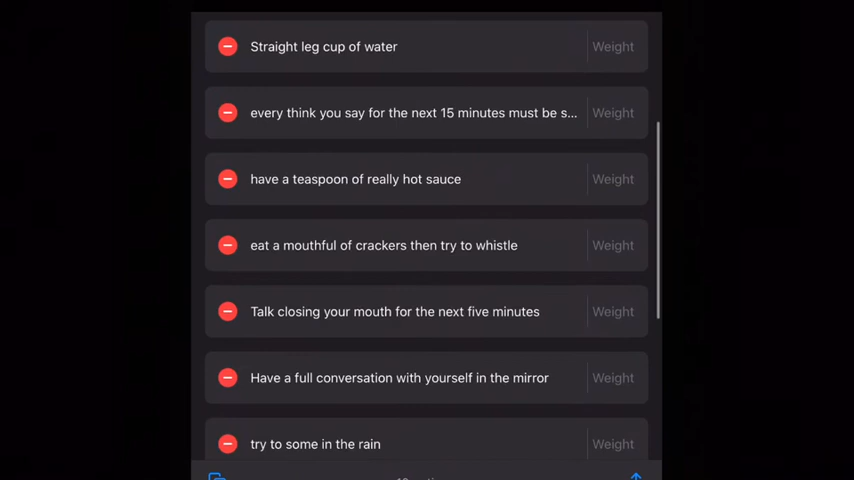 Straight leg cup of water Weight
every think you say for the next 15 minutes must be s... Weight
have a teaspoon of really hot sauce Weight
eat a mouthful of crackers then try to whistle Weight
Talk closing your mouth for the next five minutes Weight
Have a full conversation with yourself in the mirror Weight
try to some in the rain Weight